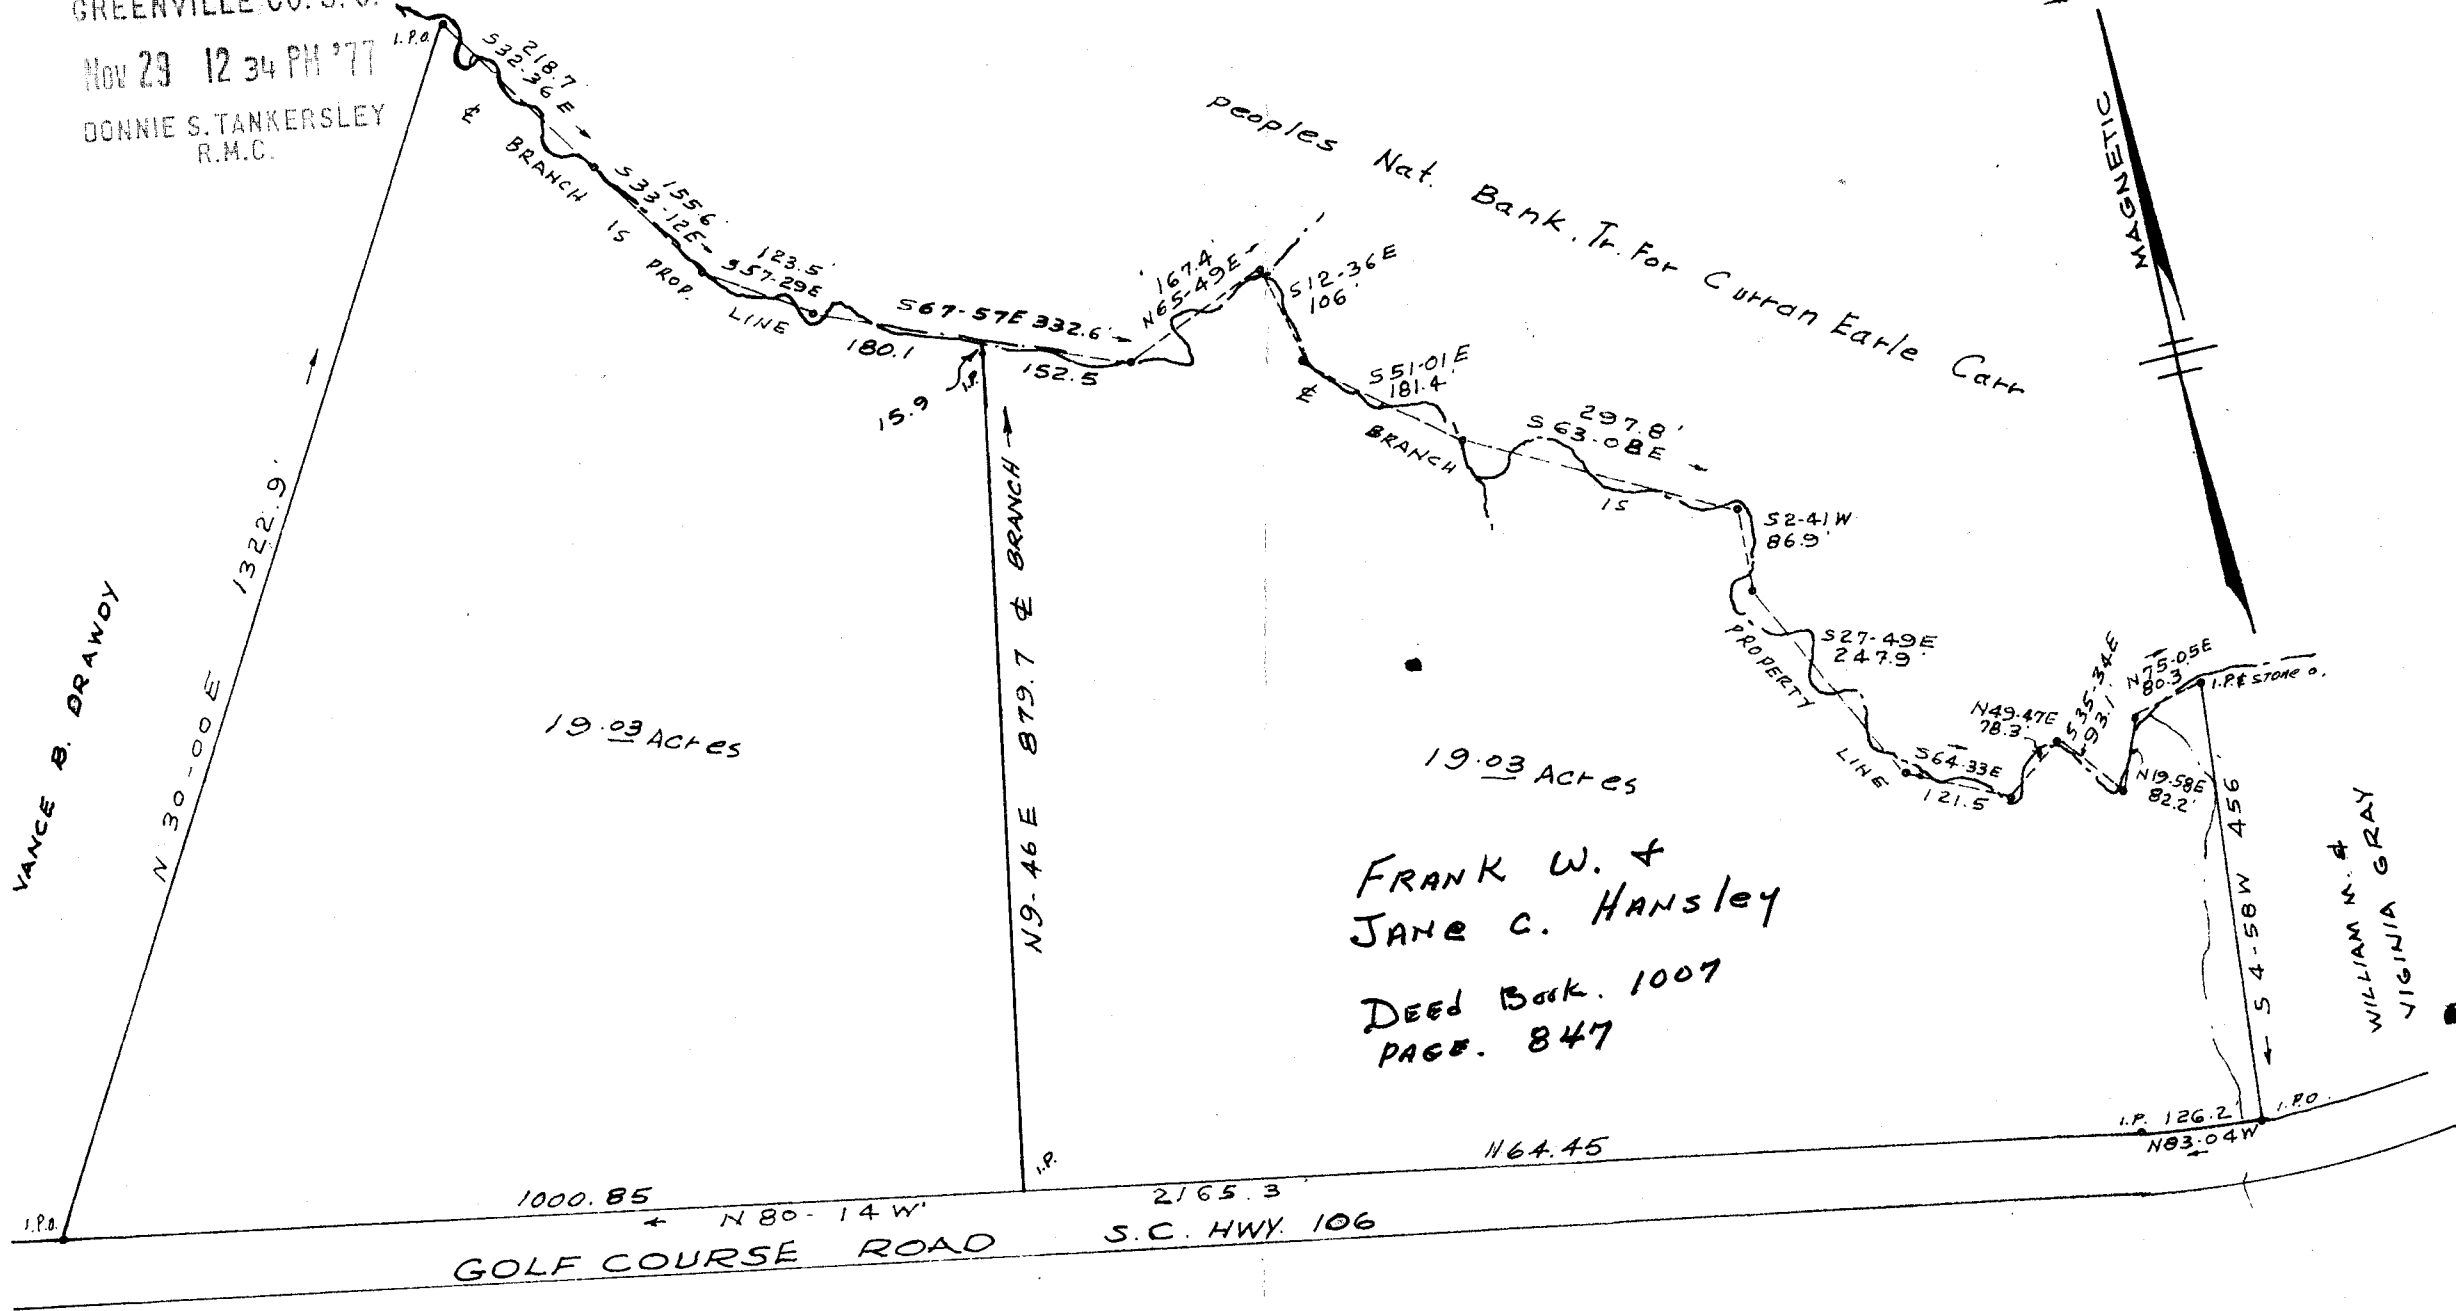 GREENVILLE CO. S. C.
Nov 29 12 34 PM '77
DONNIE S. TANKERSLEY
R.M.C.
I.P.O.
218.7
S32-36E
₵ BRANCH IS PROP. LINE
155.6'
S33-12E
123.5'
S57-29E
S67-57E 332.6'
180.1
152.5
15.9
I.P.
167.4'
N65-49E
S12-36E
106'
Peoples Nat. Bank. Tr. For Curran Earle Carr
MAGNETIC
S51-01E
181.4'
₵ BRANCH IS PROPERTY LINE
297.8'
S63-08E
S2-41W
86.9'
S27-49E
247.9'
S64-33E
121.5
N49-47E
78.3'
S35-34E
93.1'
N19-58E
82.2'
N75-05E
80.3
I.P.& STONE O.
VANCE B. DRAWDY
N 30-00 E 1322.9'
19.03 Acres
N9-46E 879.7 ₵ BRANCH
19.03 Acres
FRANK W. &
JANE C. HANSLEY
DEED Book. 1007
PAGE. 847
S 4-58W 456'
WILLIAM M. &
VIGINIA GRAY
I.P. 126.2'
I.P.O.
N83-04W
1164.45
I.P.
2165.3'
1000.85
N 80-14 W
I.P.O.
GOLF COURSE ROAD S.C. HWY. 106